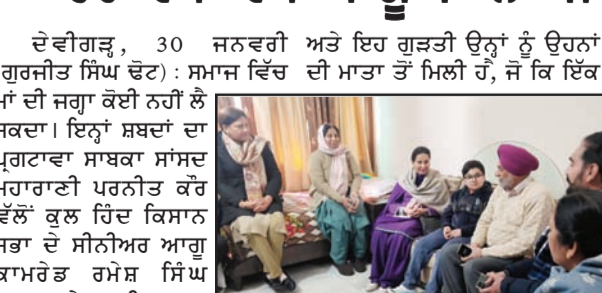 ਦੇਵੀਗੜ੍ਹ, 30 ਜਨਵਰੀ
ਗੁਰਜੀਤ ਸਿੰਘ ਢੋਟ) : ਸਮਾਜ ਵਿੱਚ
ਮਾਂ ਦੀ ਜਗ੍ਹਾ ਕੋਈ ਨਹੀਂ ਲੈ
ਸਕਦਾ। ਇਨ੍ਹਾਂ ਸ਼ਬਦਾਂ ਦਾ
ਪ੍ਰਗਟਾਵਾ ਸਾਬਕਾ ਸਾਂਸਦ
ਮਹਾਰਾਣੀ ਪਰਨੀਤ ਕੌਰ
ਵੱਲੋਂ ਕੁਲ ਹਿੰਦ ਕਿਸਾਨ
ਸਭਾ ਦੇ ਸੀਨੀਅਰ ਆਗੂ
ਕਾਮਰੇਡ ਰਮੇਸ਼ ਸਿੰਘ
ਅਤੇ ਇਹ ਗੁੜਤੀ ਉਨ੍ਹਾਂ ਨੂੰ ਉਹਨਾਂ
ਦੀ ਮਾਤਾ ਤੋਂ ਮਿਲੀ ਹੈ, ਜੋ ਕਿ ਇੱਕ